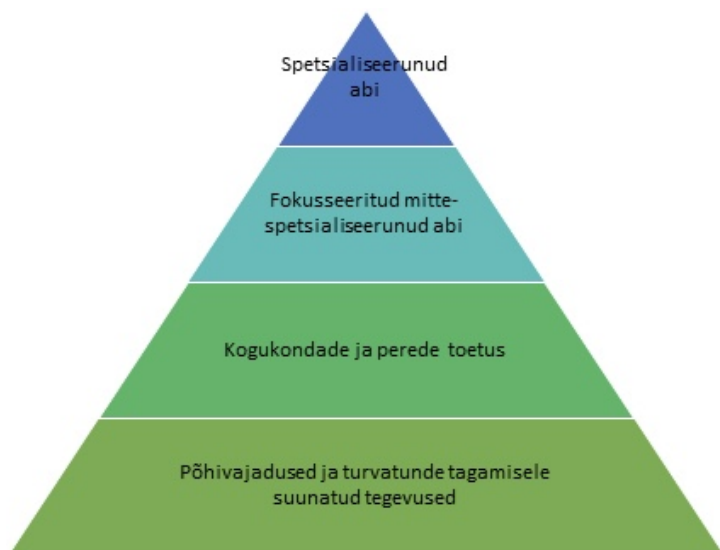 Spetsialiseerunud
abi
Fokusseeritud mitte-
spetsialiseerunud abi
Kogukondade ja perede toetus
Põhivajadused ja turvatunde tagamisele
suunatud tegevused